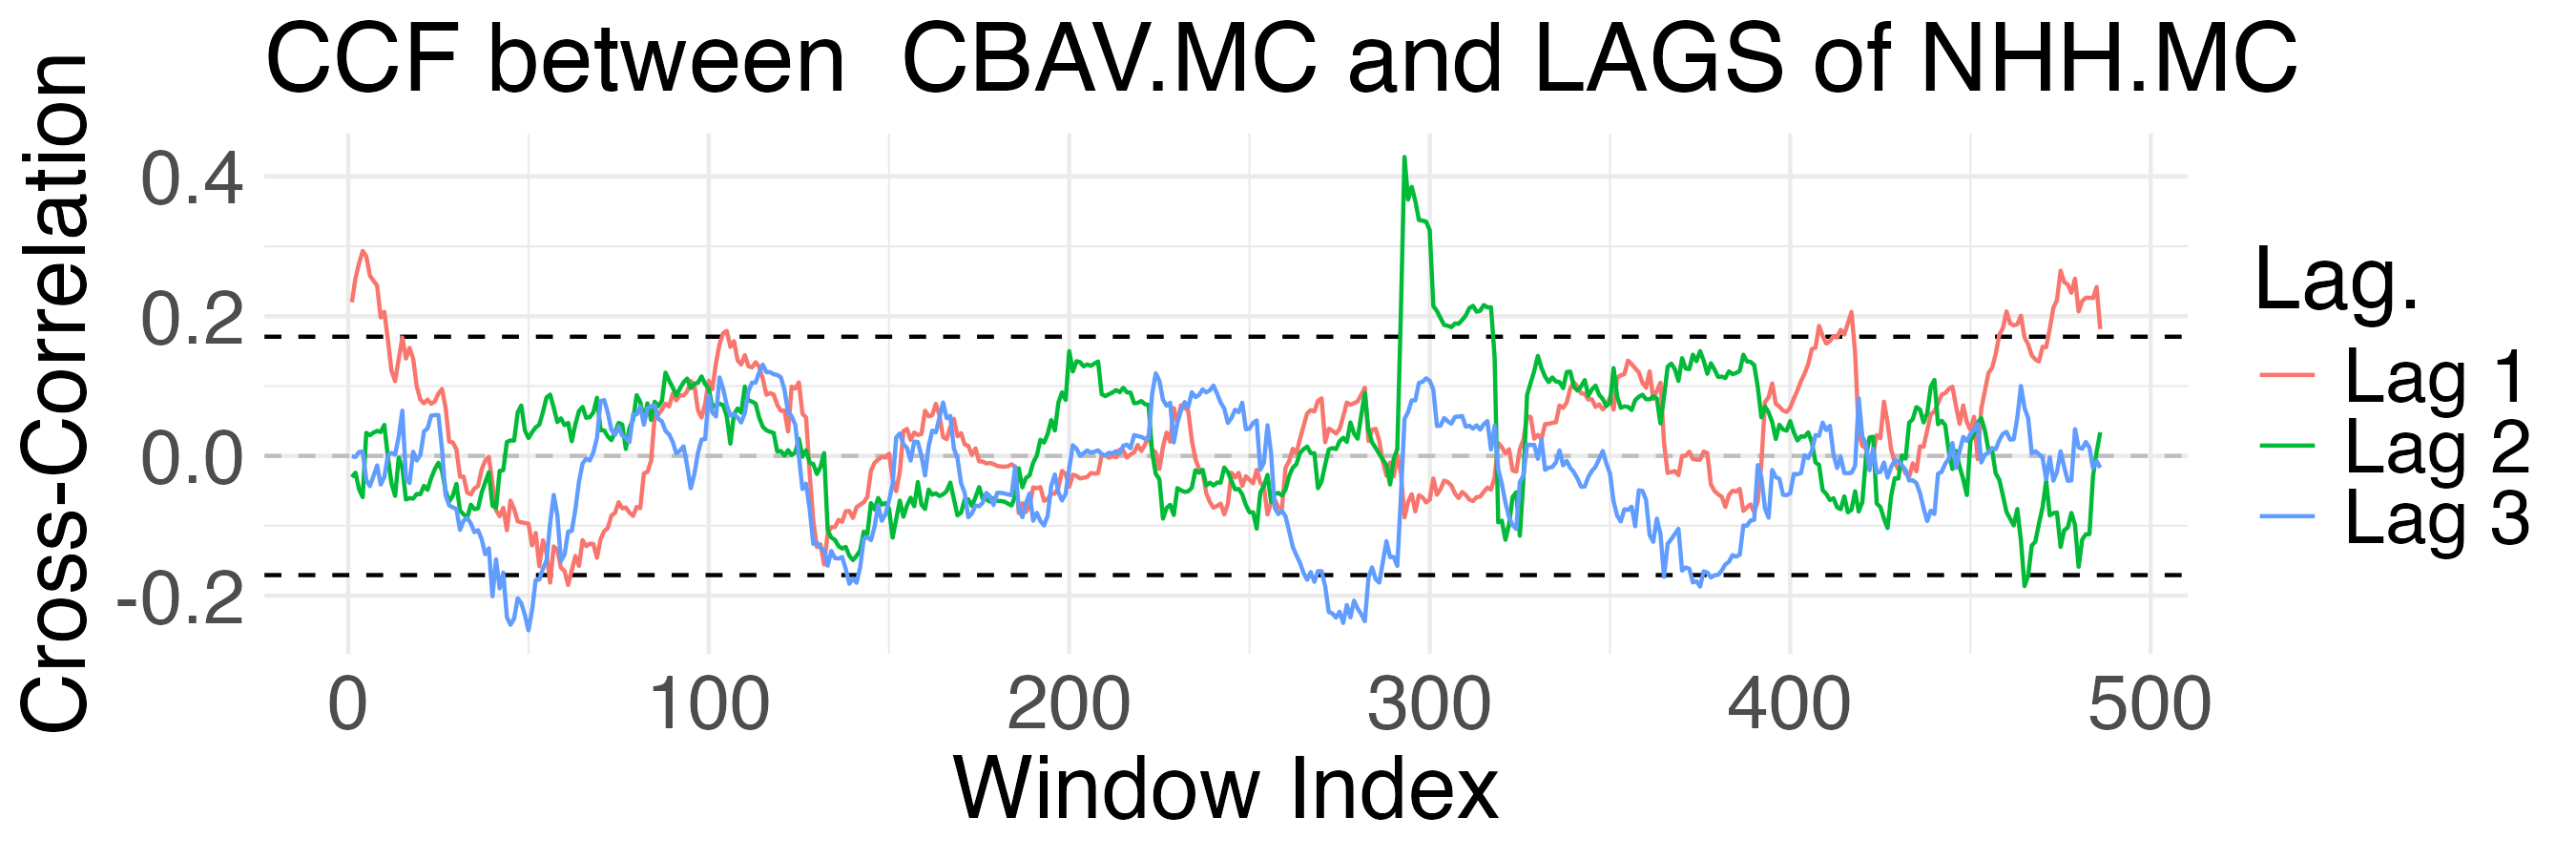 CCF between  CBAV.MC and LAGS of NHH.MC
Cross-Correlation
0.4
0.2
0.0
-0.2
0 100 200 300 400 500
Window Index
Lag.
Lag 1
Lag 2
Lag 3